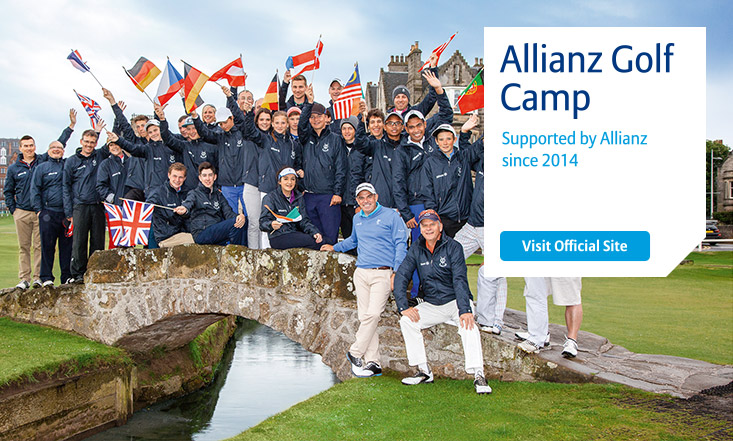 Allianz Golf
Camp
Supported by Allianz
since 2014
Visit Official Site